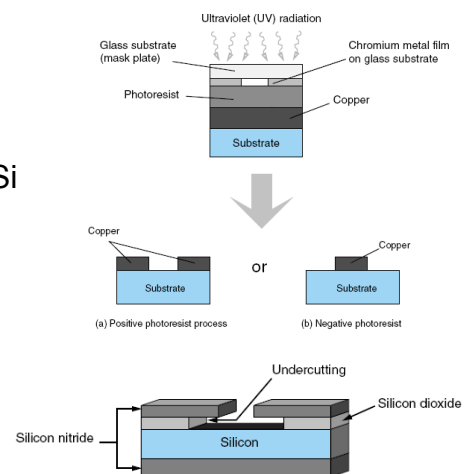 Ultraviolet (UV) radiation
Glass substrate
(mask plate)
Chromium metal film
on glass substrate
Photoresist
Copper
Substrate
Si
Copper
Copper
or
Substrate
Substrate
(a) Positive photoresist process
(b) Negative photoresist
Undercutting
Silicon dioxide
Silicon nitride
Silicon